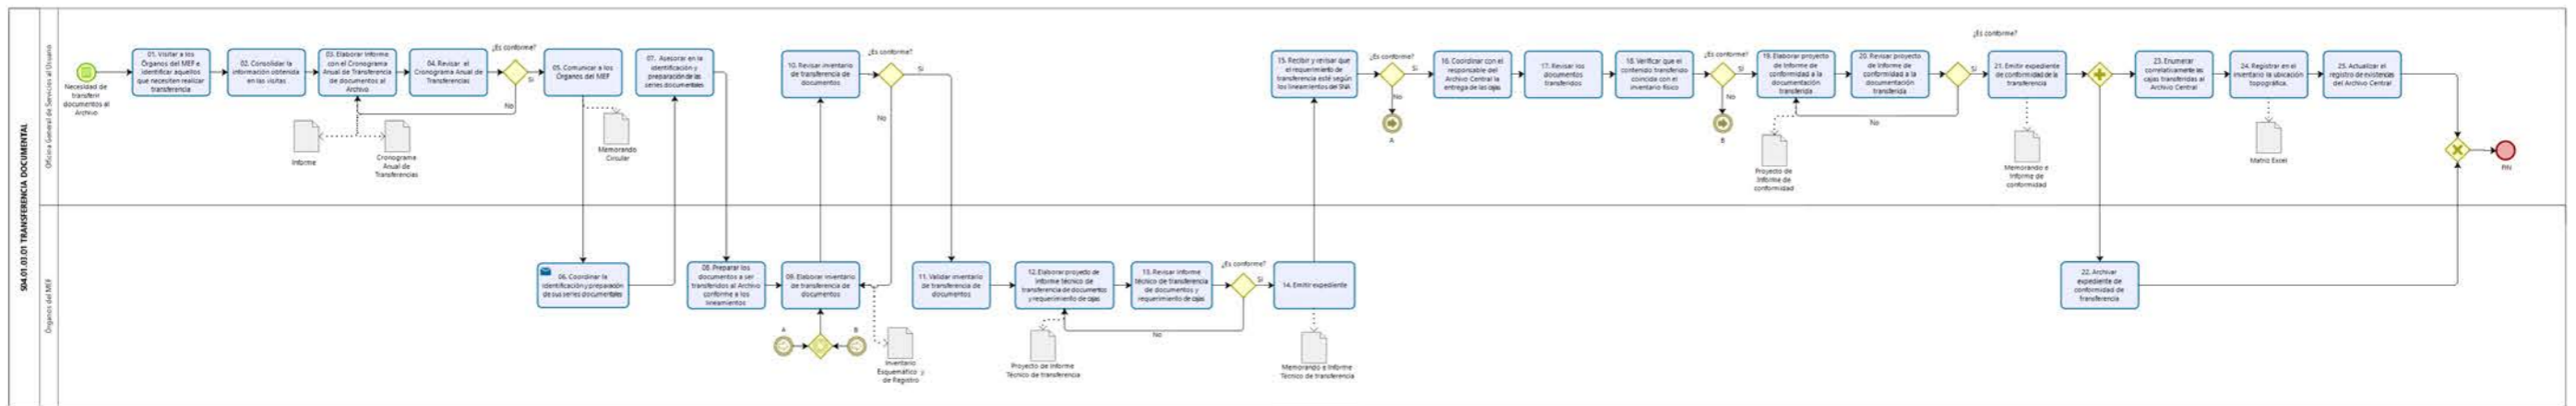 S04.01.01.01 TRANSFERENCIA DOCUMENTAL
Oficina General de Servicios al Usuario
Necesidad de
transferir
documentos al
Archivo
01. Visitar a los
Órganos del MEF e
identificar aquellos
que necesiten realizar
transferencia
02. Consolidar la
información obtenida
en las visitas
03. Elaborar informe
con el Cronograma
Anual de Transferencia
de documentos al
Archivo
Informe
Cronograma
Anual de
Transferencias
04. Revisar el
Cronograma Anual de
Transferencias
¿Es conforme?
Si
No
05. Comunicar a los
Órganos del MEF
Memorando
Circular
07. Asesorar en la
identificación y
preparación de las
series documentales
10. Revisar inventario
de transferencia de
documentos
¿Es conforme?
Si
No
15. Recibir y revisar que
el requerimiento de
transferencia esté según
los lineamientos del SNA
¿Es conforme?
Si
No
A
16. Coordinar con el
responsable del
Archivo Central la
entrega de las cajas
17. Revisar los
documentos
transferidos
18. Verificar que el
contenido transferido
coincida con el
inventario físico
¿Es conforme?
Si
No
B
19. Elaborar proyecto
de Informe de
conformidad a la
documentación
transferida
Proyecto de
Informe de
conformidad
20. Revisar proyecto
de Informe de
conformidad a la
documentación
transferida
¿Es conforme?
Si
No
21. Emitir expediente
de conformidad de la
transferencia
Memorando e
Informe de
conformidad
23. Enumerar
correlativamente las
cajas transferidas al
Archivo Central
24. Registrar en el
inventario la ubicación
topográfica.
Matriz Excel
25. Actualizar el
registro de existencias
del Archivo Central
FIN
Órganos del MEF
06. Coordinar la
identificación y preparación
de sus series documentales
08. Preparar los
documentos a ser
transferidos al Archivo
conforme a los
lineamientos
09. Elaborar inventario
de transferencia de
documentos
A
B
Inventario
Esquemático y
de Registro
11. Validar inventario
de transferencia de
documentos
12. Elaborar proyecto de
Informe técnico de
transferencia de documentos
y requerimiento de cajas
Proyecto de Informe
Técnico de transferencia
13. Revisar informe
técnico de transferencia
de documentos y
requerimiento de cajas
¿Es conforme?
Si
No
14. Emitir expediente
Memorando e Informe
Técnico de transferencia
22. Archivar
expediente de
conformidad de
transferencia